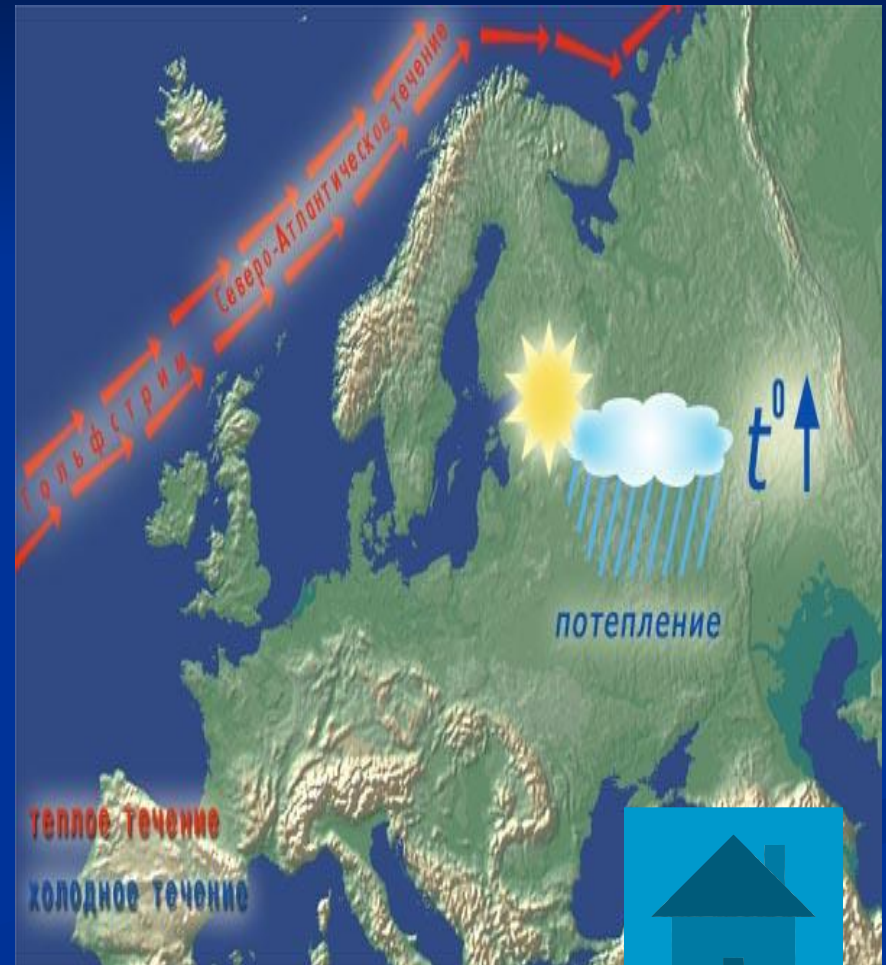 Северо-Атлантическое течение
Гольфстрим
t⁰
потепление
теплое течение
холодное течение